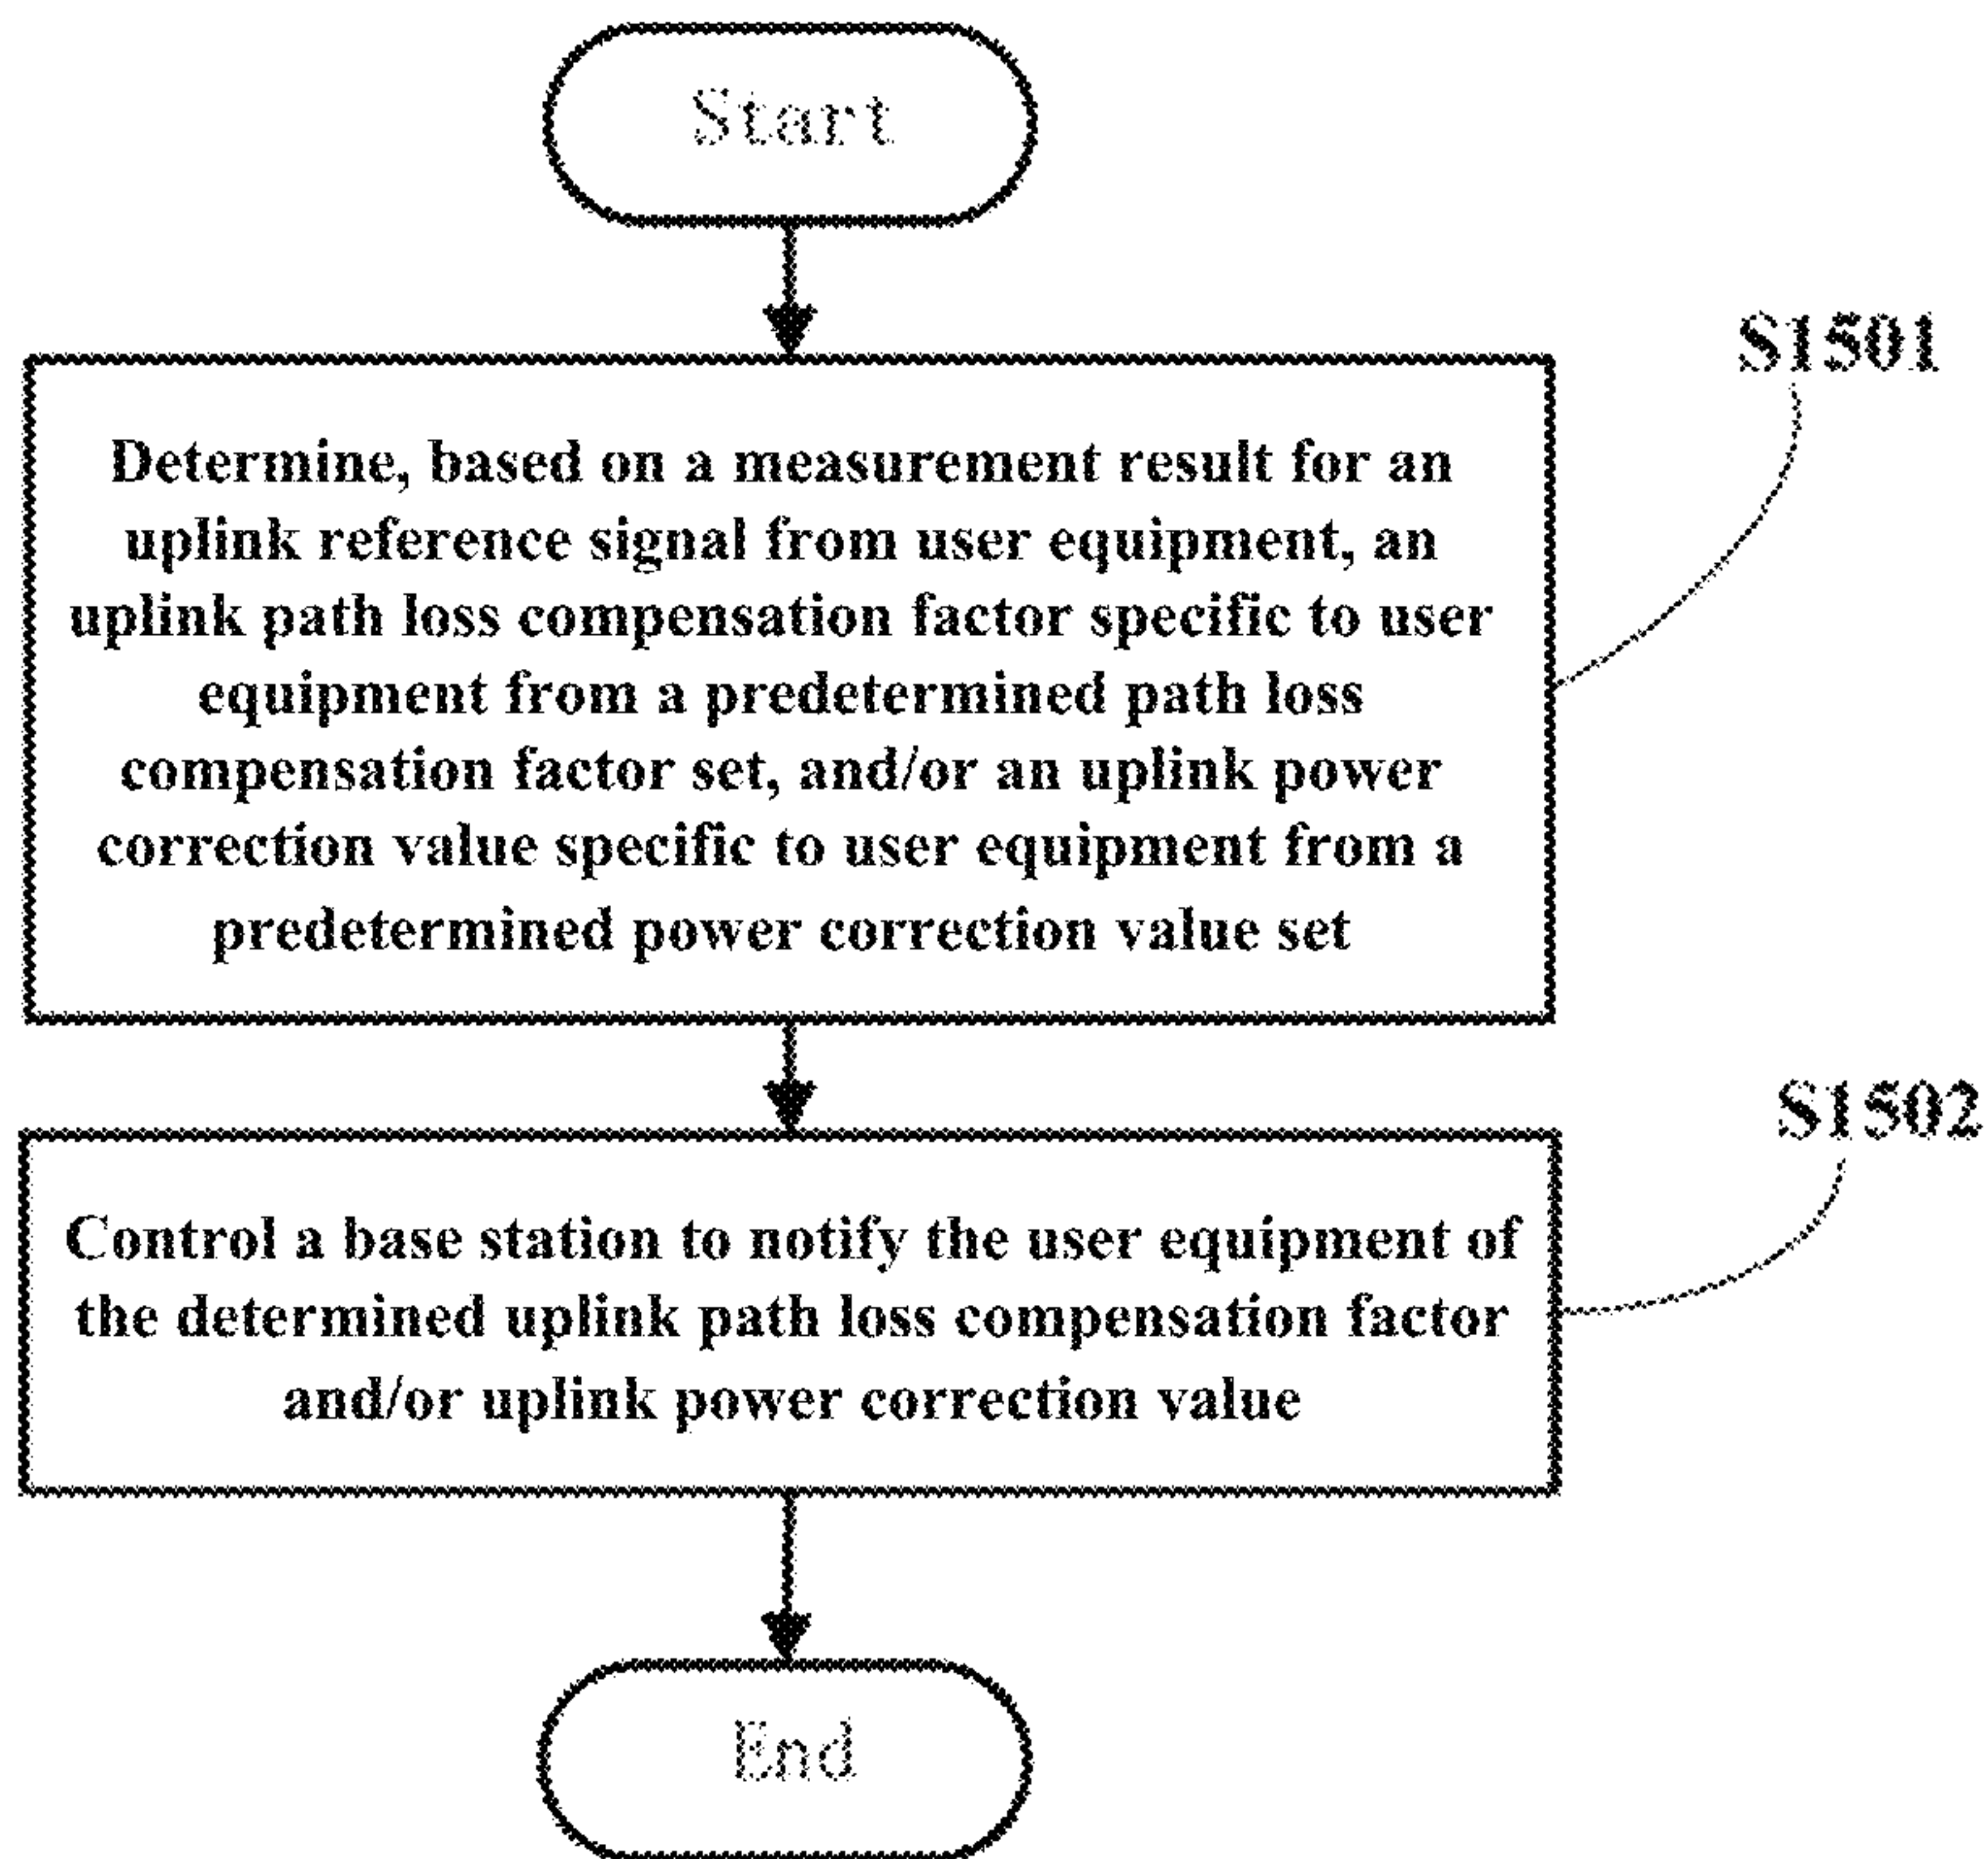 Start
S1501
Determine, based on a measurement result for an
uplink reference signal from user equipment, an
uplink path loss compensation factor specific to user
equipment from a predetermined path loss
compensation factor set, and/or an uplink power
correction value specific to user equipment from a
predetermined power correction value set
S1502
Control a base station to notify the user equipment of
the determined uplink path loss compensation factor
and/or uplink power correction value
End